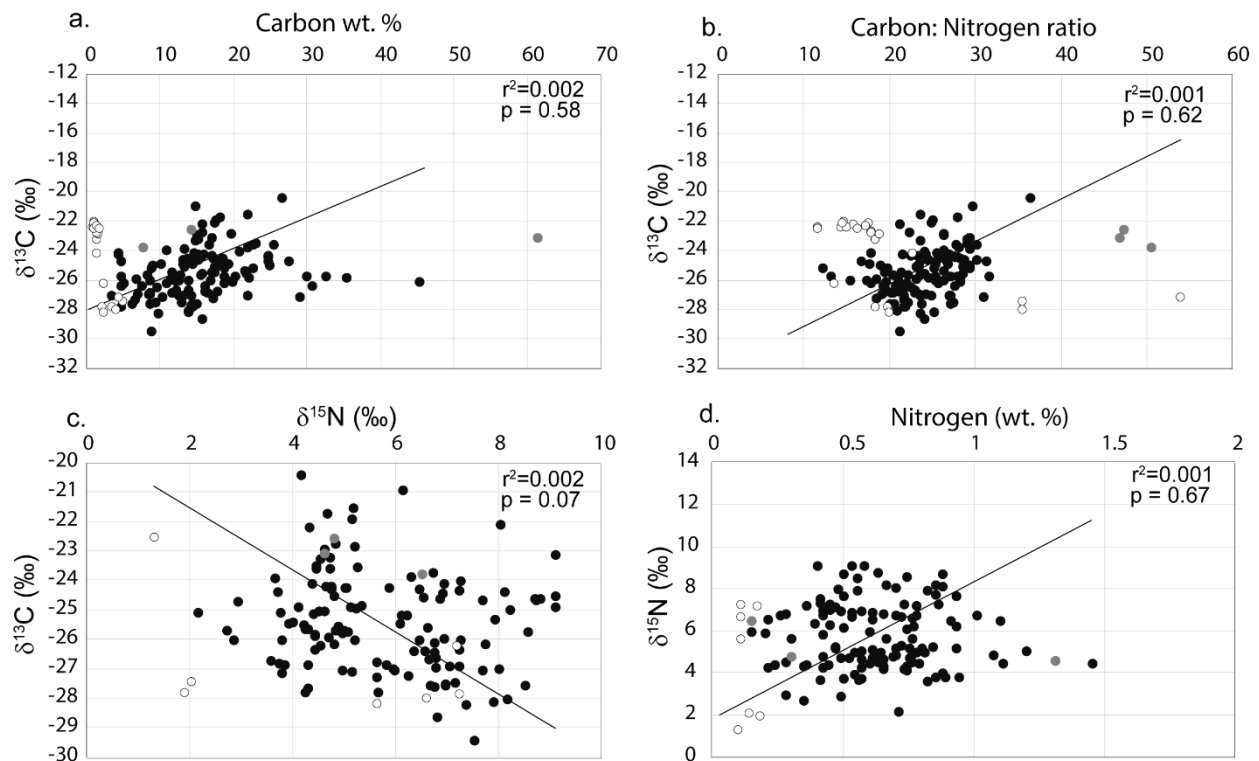 a.
Carbon wt. %
0 10 20 30 40 50 60 70
-12
-14
-16
-18
-20
-22
-24
-26
-28
-30
-32
δ13C (‰)
r²=0.002
p = 0.58
b.
Carbon: Nitrogen ratio
0 10 20 30 40 50 60
-12
-14
-16
-18
-20
-22
-24
-26
-28
-30
-32
δ13C (‰)
r²=0.001
p = 0.62
c.
δ15N (‰)
0 2 4 6 8 10
-20
-21
-22
-23
-24
-25
-26
-27
-28
-29
-30
δ13C (‰)
r²=0.002
p = 0.07
d.
Nitrogen (wt. %)
0 0.5 1 1.5 2
14
12
10
8
6
4
2
0
δ15N (‰)
r²=0.001
p = 0.67